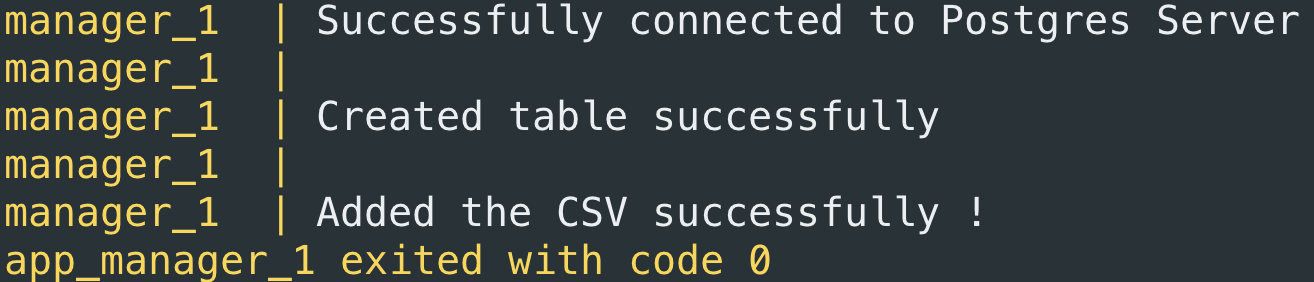 manager_1  | Successfully connected to Postgres Server
manager_1  |
manager_1  | Created table successfully
manager_1  |
manager_1  | Added the CSV successfully !
app_manager_1 exited with code 0